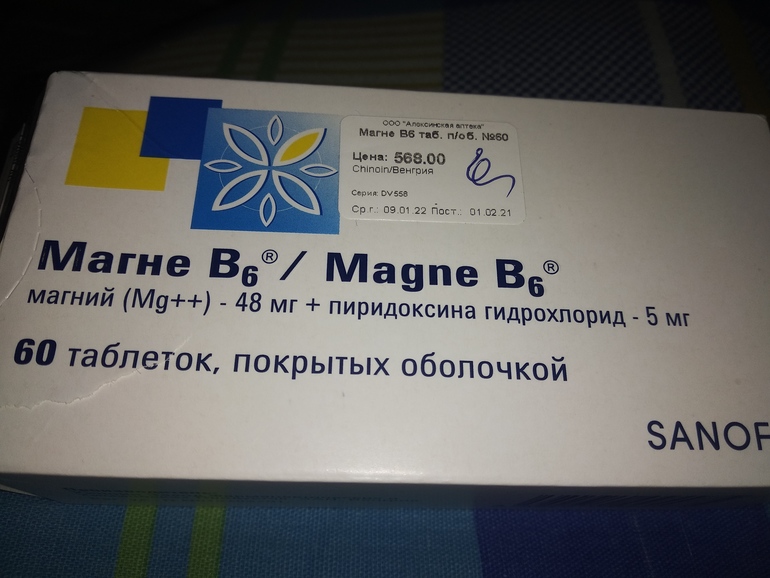 ООО "Алексинская аптека"
Магне В6 таб. п/об. №60
Цена: 568.00
Chinoin/Венгрия
Серия: DV558
Ср.г.: 09.01.22 Пост.: 01.02.21
Магне B6® / Magne B6®
магний (Mg++) - 48 мг + пиридоксина гидрохлорид - 5 мг
60 таблеток, покрытых оболочкой
SANOF